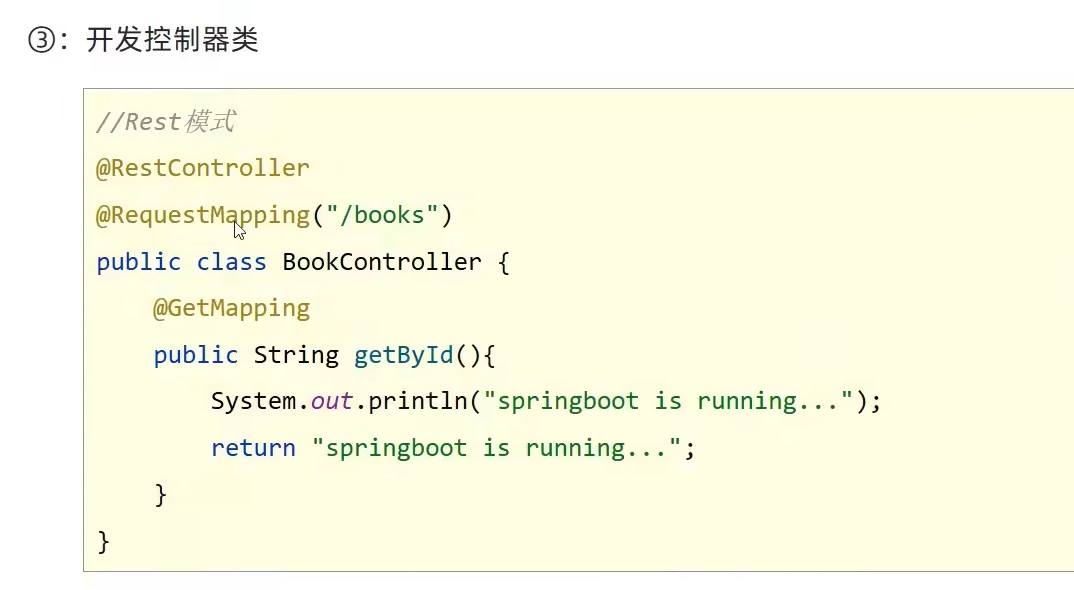 ③：开发控制器类
//Rest模式
@RestController
@RequestMapping("/books")
public class BookController {
    @GetMapping
    public String getById(){
        System.out.println("springboot is running...");
        return "springboot is running...";
    }
}